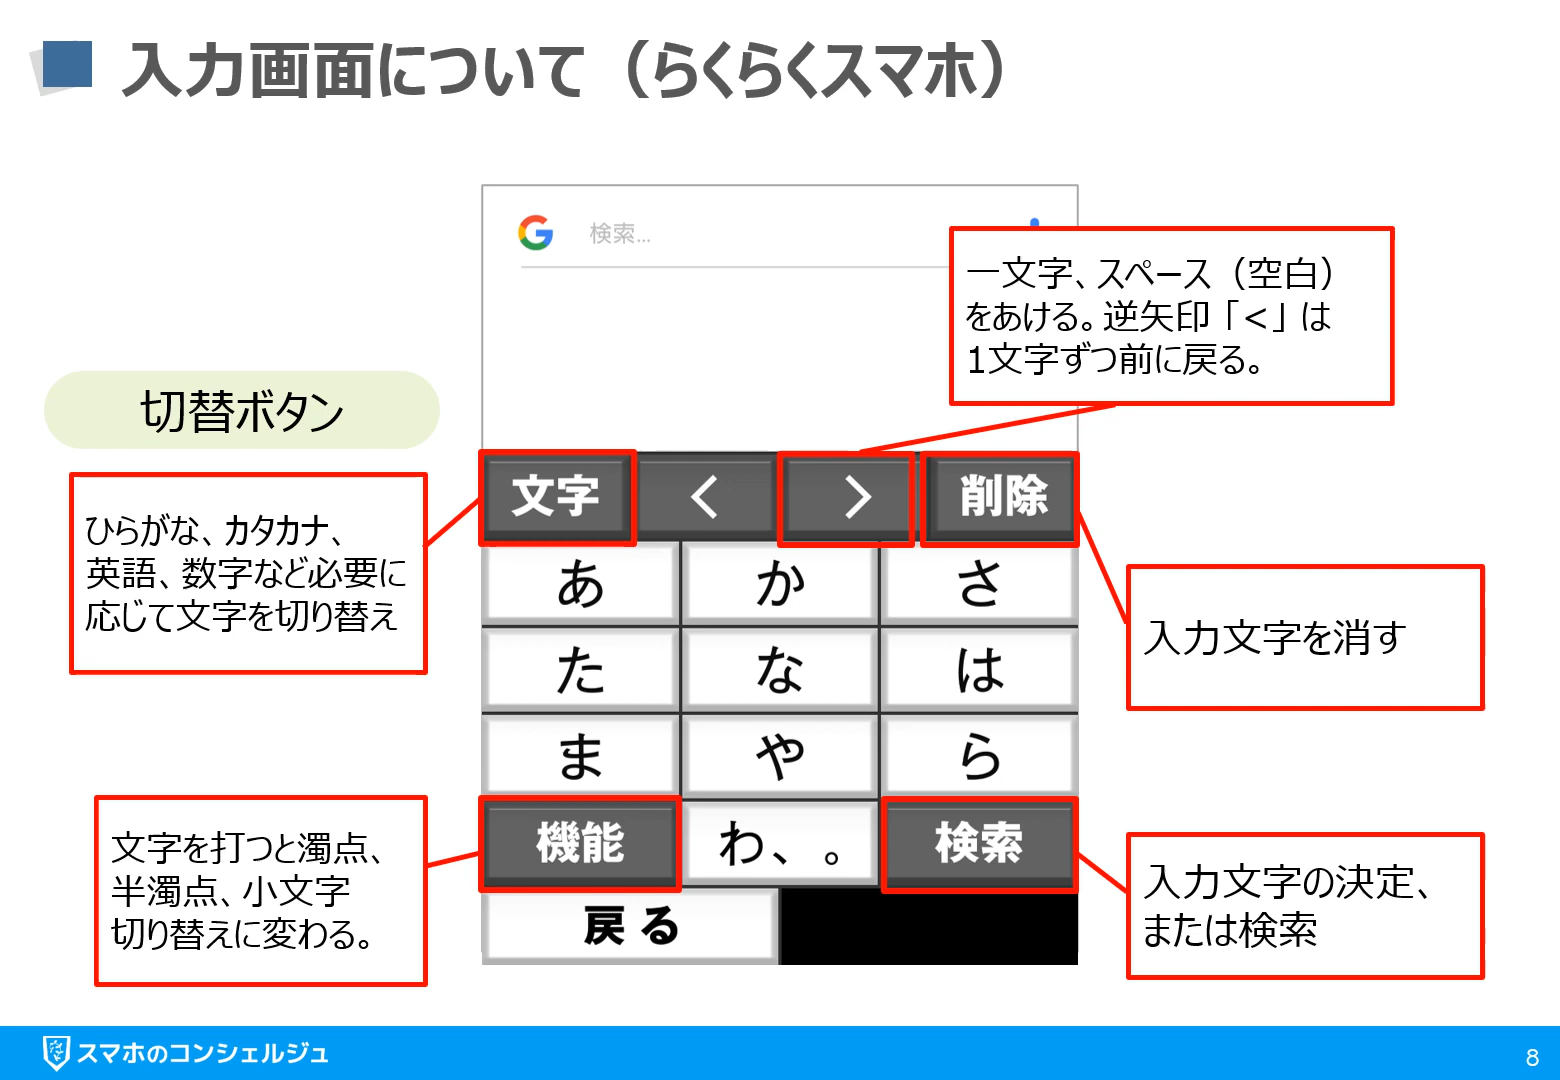 入力画面について（らくらくスマホ）
検索...
一文字、スペース（空白）
をあける。逆矢印「<」は
1文字ずつ前に戻る。
切替ボタン
ひらがな、カタカナ、
英語、数字など必要に
応じて文字を切り替え
文字 < > 削除
あ か さ
た な は
ま や ら
機能 わ、。 検索
戻る
入力文字を消す
文字を打つと濁点、
半濁点、小文字
切り替えに変わる。
入力文字の決定、
または検索
スマホのコンシェルジュ
8